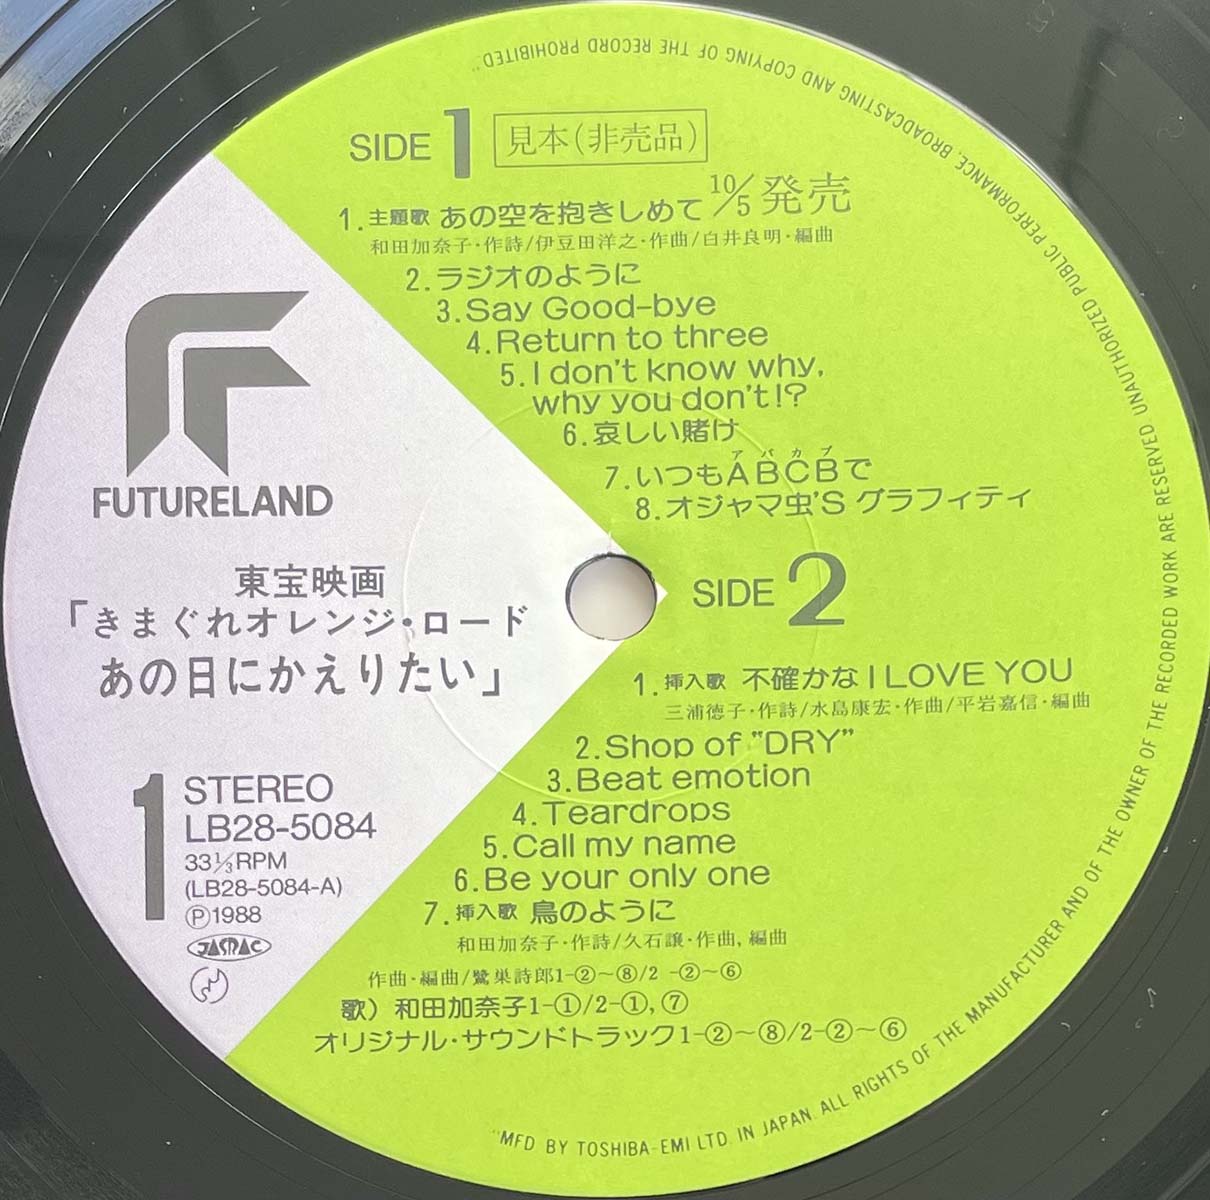 SIDE 1 見本(非売品)
10/5 発売
1. 主題歌 あの空を抱きしめて
和田加奈子・作詩/伊豆田洋之・作曲/白井良明・編曲
2. ラジオのように
3. Say Good-bye
4. Return to three
5. I don't know why,
why you don't!?
6. 哀しい賭け
アバカブ
7. いつもABCBで
8. オジャマ虫'S グラフィティ
FUTURELAND
東宝映画
「きまぐれオレンジ・ロード
あの日にかえりたい」
1 STEREO
LB28-5084
33 1/3 RPM
(LB28-5084-A)
Ⓟ1988
JASRAC
SIDE 2
1. 挿入歌 不確かな I LOVE YOU
三浦徳子・作詩/水島康宏・作曲/平岩嘉信・編曲
2. Shop of "DRY"
3. Beat emotion
4. Teardrops
5. Call my name
6. Be your only one
7. 挿入歌 鳥のように
和田加奈子・作詩/久石譲・作曲,編曲
作曲・編曲/鷺巣詩郎1-②～⑧/2-②～⑥
歌）和田加奈子1-①/2-①,⑦
オリジナル・サウンドトラック1-②～⑧/2-②～⑥
"MFD BY TOSHIBA-EMI LTD. IN JAPAN. ALL RIGHTS OF THE MANUFACTURER AND OF THE OWNER OF THE RECORDED WORK ARE RESERVED UNAUTHORIZED PUBLIC PERFORMANCE, BROADCASTING AND COPYING OF THE RECORD PROHIBITED."